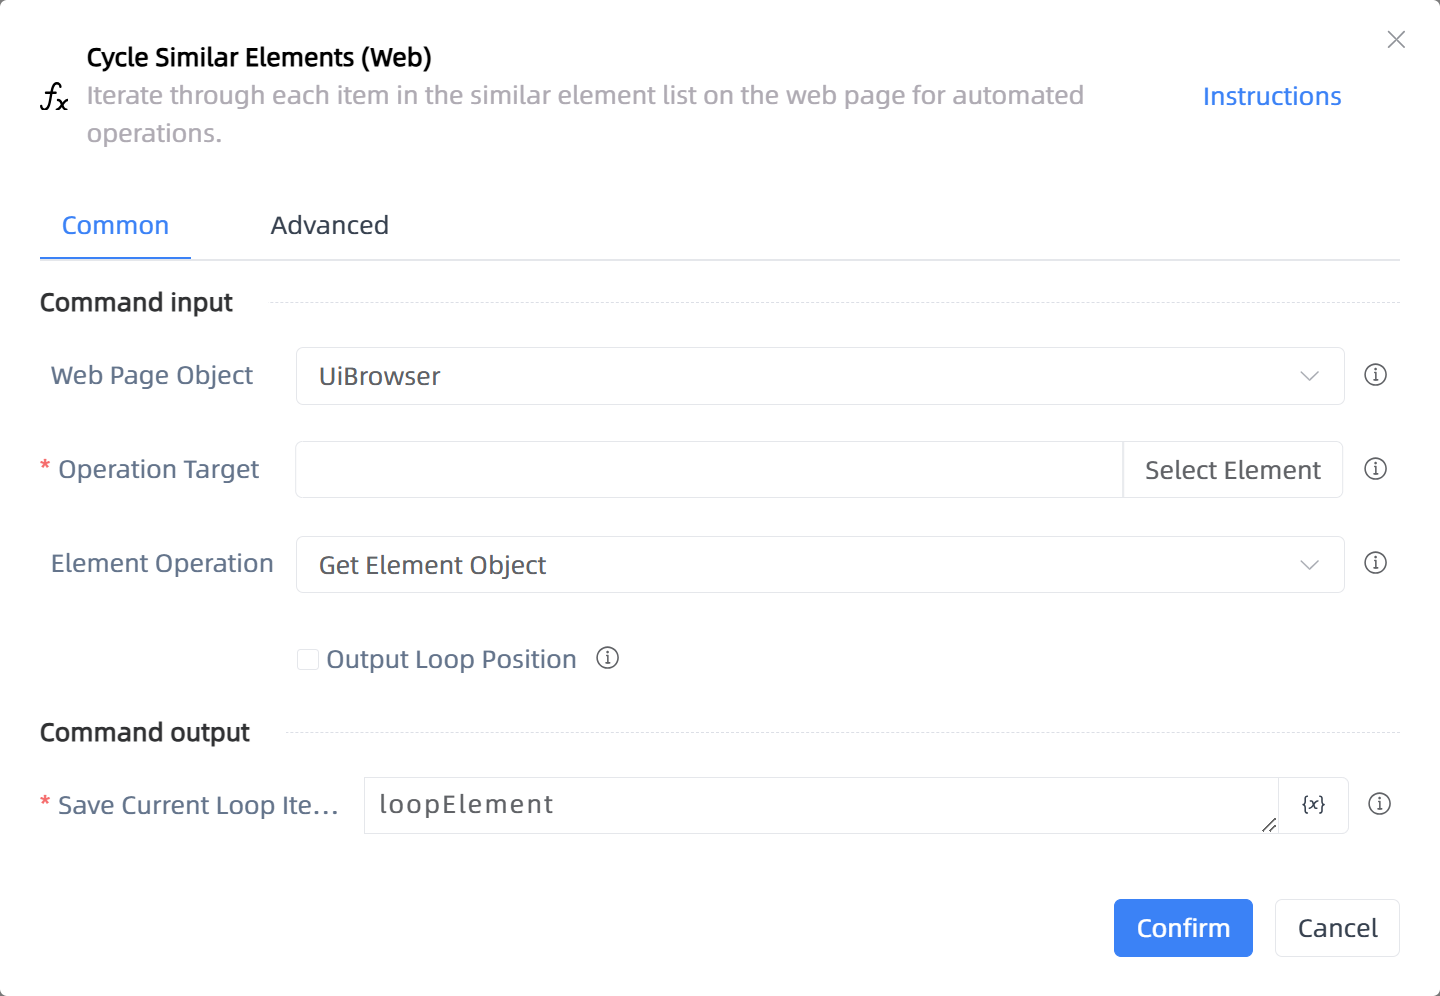 Cycle Similar Elements (Web)
Iterate through each item in the similar element list on the web page for automated
operations.
Instructions
Common
Advanced
Command input
Web Page Object
UiBrowser
* Operation Target
Select Element
Element Operation
Get Element Object
Output Loop Position
Command output
* Save Current Loop Ite...
loopElement
{x}
Confirm
Cancel